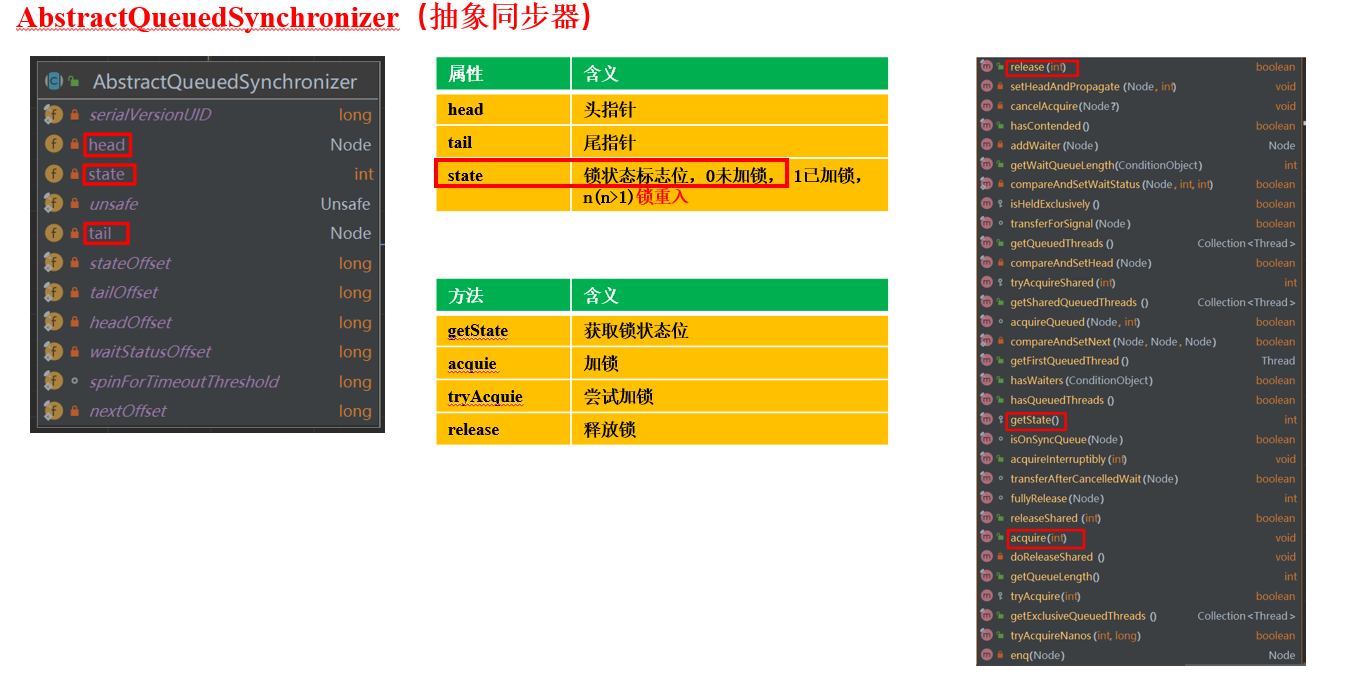 AbstractQueuedSynchronizer（抽象同步器）
AbstractQueuedSynchronizer
serialVersionUID long
head Node
state int
unsafe Unsafe
tail Node
stateOffset long
tailOffset long
headOffset long
waitStatusOffset long
spinForTimeoutThreshold long
nextOffset long
属性 含义
head 头指针
tail 尾指针
state 锁状态标志位，0未加锁， 1已加锁，
n(n>1)锁重入
方法 含义
getState 获取锁状态位
acquie 加锁
tryAcquie 尝试加锁
release 释放锁
release(int) boolean
setHeadAndPropagate (Node, int) void
cancelAcquire(Node?) void
hasContended() boolean
addWaiter(Node) Node
getWaitQueueLength(ConditionObject) int
compareAndSetWaitStatus (Node, int, int) boolean
isHeldExclusively() boolean
transferForSignal(Node) boolean
getQueuedThreads () Collection<Thread>
compareAndSetHead (Node) boolean
tryAcquireShared(int) int
getSharedQueuedThreads () Collection<Thread>
acquireQueued(Node, int) boolean
compareAndSetNext(Node, Node, Node) boolean
getFirstQueuedThread() Thread
hasWaiters(ConditionObject) boolean
hasQueuedThreads () boolean
getState() int
isOnSyncQueue(Node) boolean
acquireInterruptibly(int) void
transferAfterCancelledWait(Node) boolean
fullyRelease(Node) int
releaseShared (int) boolean
acquire(int) void
doReleaseShared () void
getQueueLength() int
tryAcquire(int) boolean
getExclusiveQueuedThreads () Collection<Thread>
tryAcquireNanos (int, long) boolean
enq(Node) Node